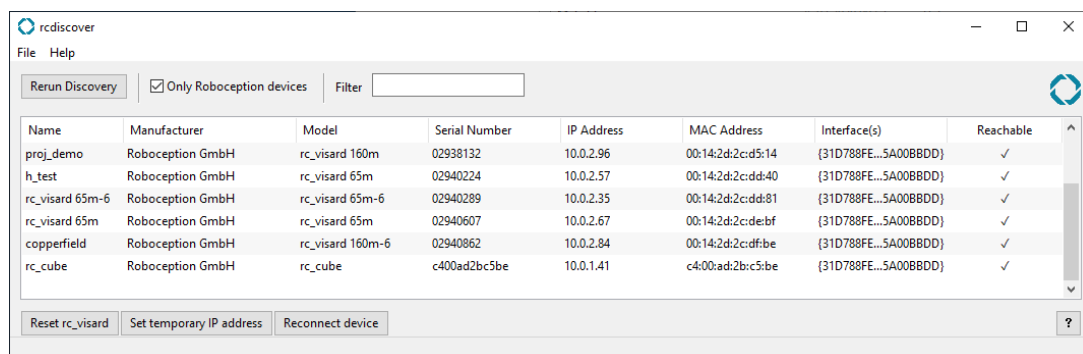 rcdiscover
File Help
Rerun Discovery Only Roboception devices Filter
Name Manufacturer Model Serial Number IP Address MAC Address Interface(s) Reachable
proj_demo Roboception GmbH rc_visard 160m 02938132 10.0.2.96 00:14:2d:2c:d5:14 {31D788FE...5A00BBDD} ✓
h_test Roboception GmbH rc_visard 65m 02940224 10.0.2.57 00:14:2d:2c:dd:40 {31D788FE...5A00BBDD} ✓
rc_visard 65m-6 Roboception GmbH rc_visard 65m-6 02940289 10.0.2.35 00:14:2d:2c:dd:81 {31D788FE...5A00BBDD} ✓
rc_visard 65m Roboception GmbH rc_visard 65m 02940607 10.0.2.67 00:14:2d:2c:de:bf {31D788FE...5A00BBDD} ✓
copperfield Roboception GmbH rc_visard 160m-6 02940862 10.0.2.84 00:14:2d:2c:df:be {31D788FE...5A00BBDD} ✓
rc_cube Roboception GmbH rc_cube c400ad2bc5be 10.0.1.41 c4:00:ad:2b:c5:be {31D788FE...5A00BBDD} ✓
Reset rc_visard Set temporary IP address Reconnect device ?